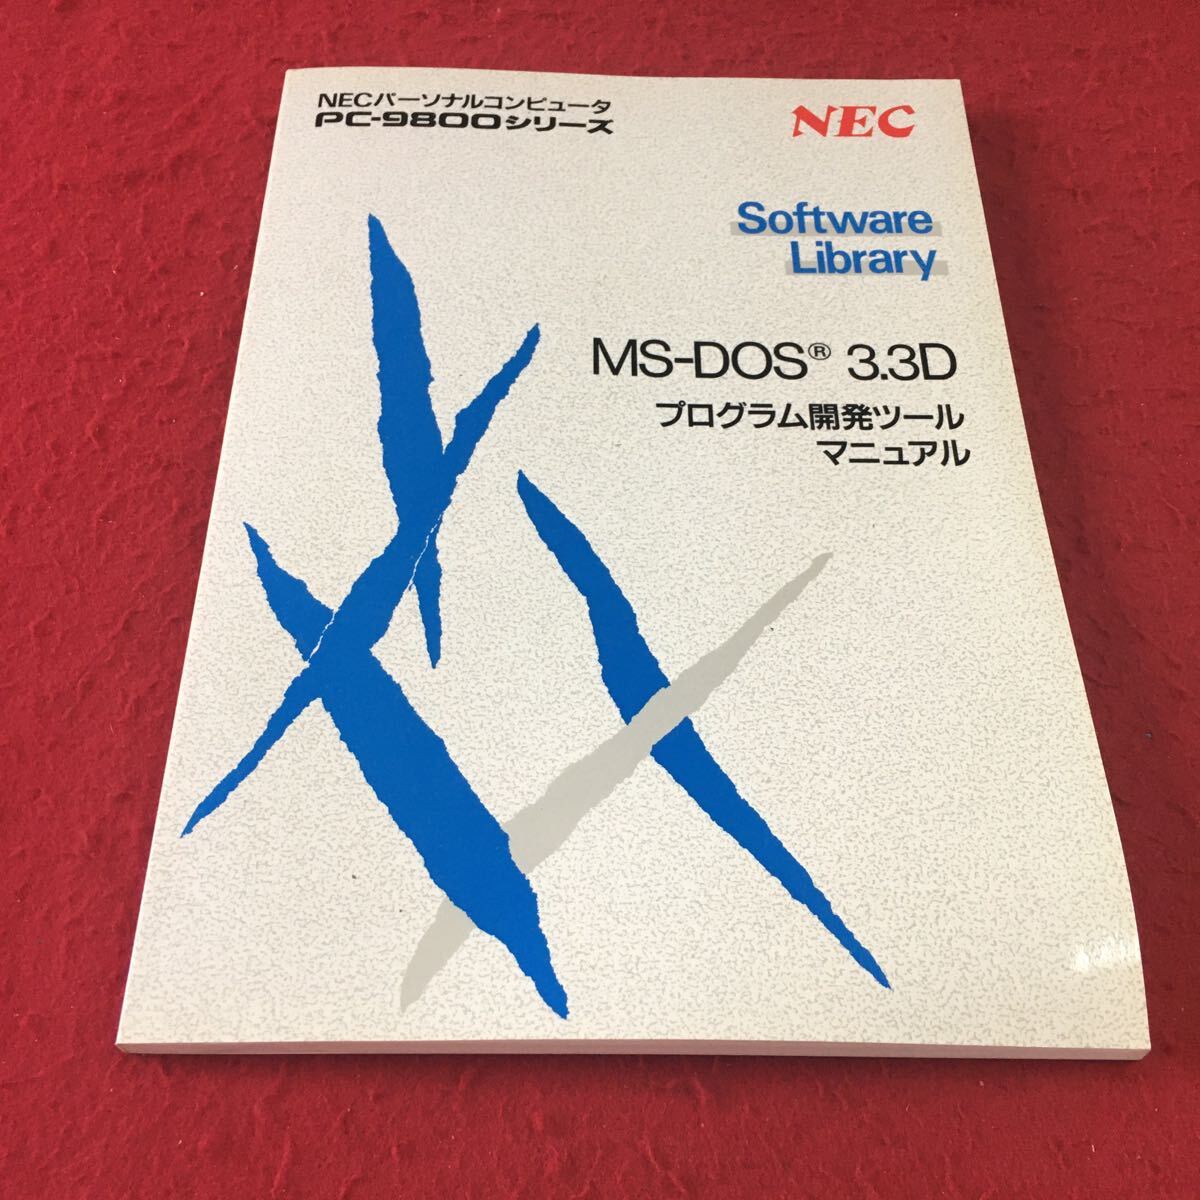 NECパーソナルコンピュータ
PC-9800シリーズ
NEC
Software
Library
MS-DOS® 3.3D
プログラム開発ツール
マニュアル